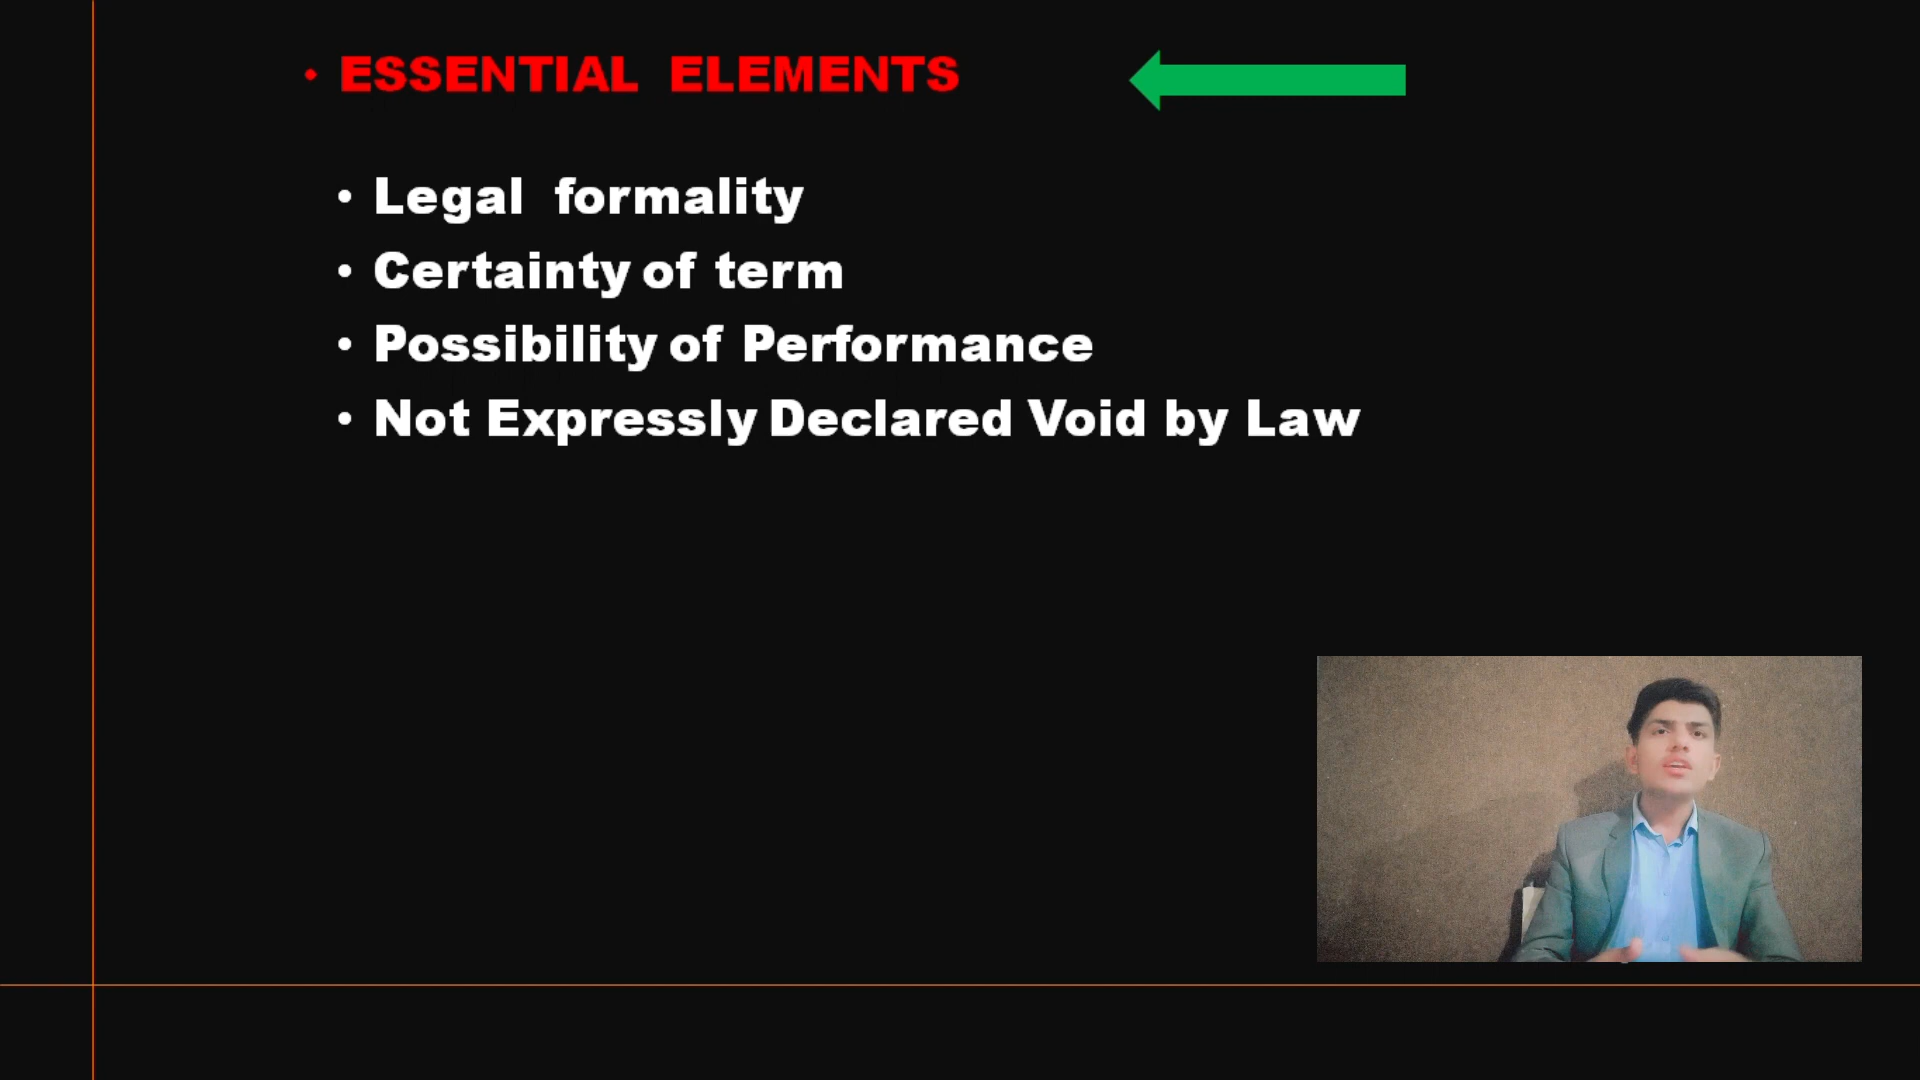 ESSENTIAL ELEMENTS
Legal formality
Certainty of term
Possibility of Performance
Not Expressly Declared Void by Law